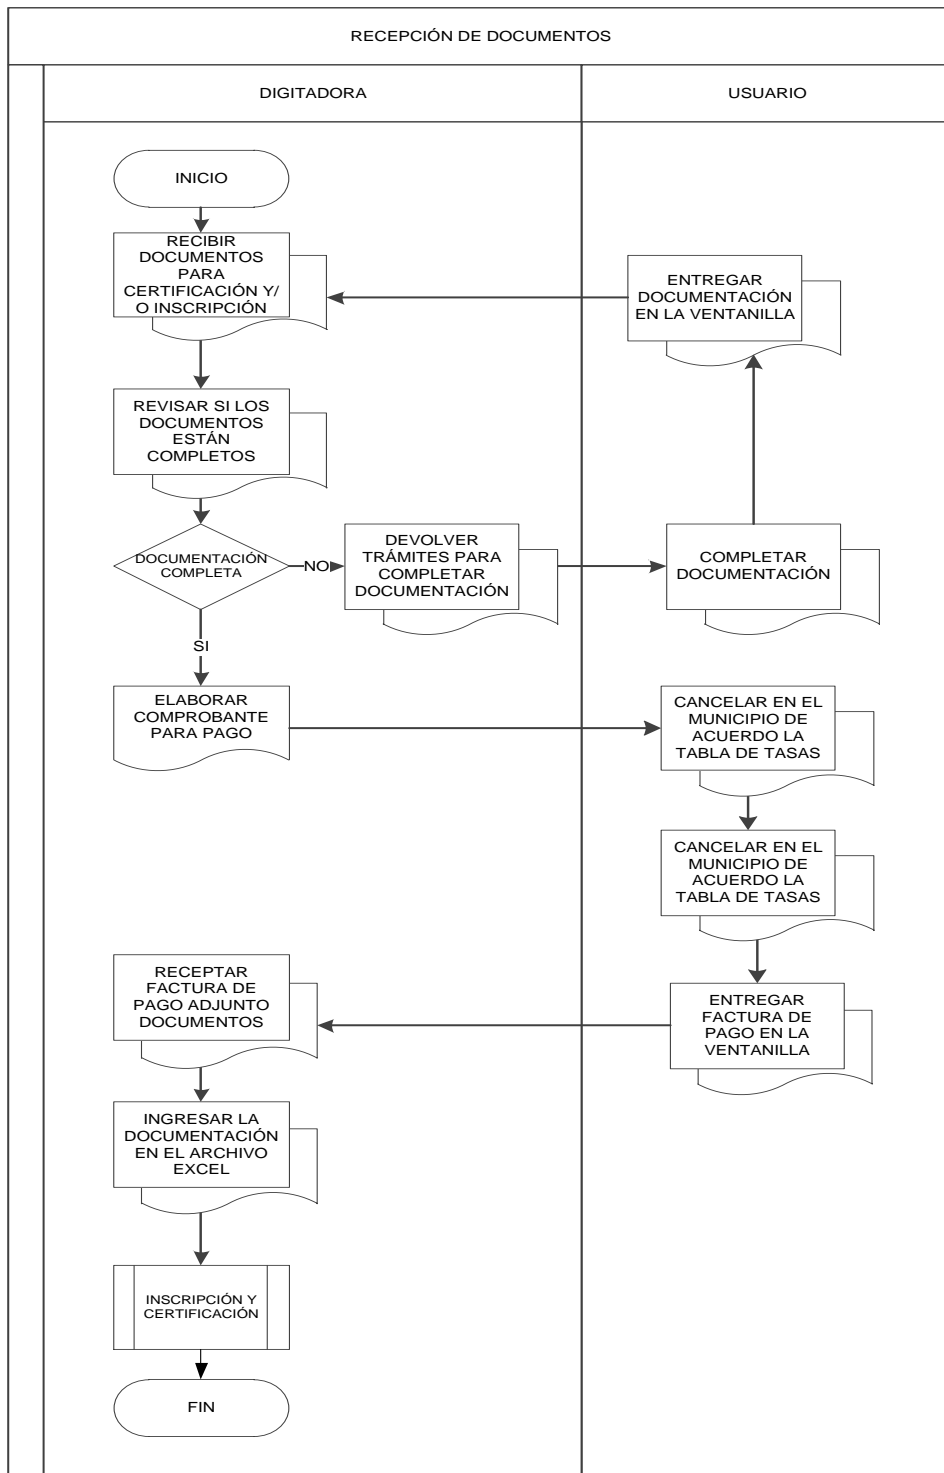 RECEPCIÓN DE DOCUMENTOS
DIGITADORA
USUARIO
INICIO
RECIBIR
DOCUMENTOS
PARA
CERTIFICACIÓN Y/
O INSCRIPCIÓN
ENTREGAR
DOCUMENTACIÓN
EN LA VENTANILLA
REVISAR SI LOS
DOCUMENTOS
ESTÁN
COMPLETOS
DOCUMENTACIÓN
COMPLETA
NO
DEVOLVER
TRÁMITES PARA
COMPLETAR
DOCUMENTACIÓN
COMPLETAR
DOCUMENTACIÓN
SI
ELABORAR
COMPROBANTE
PARA PAGO
CANCELAR EN EL
MUNICIPIO DE
ACUERDO LA
TABLA DE TASAS
CANCELAR EN EL
MUNICIPIO DE
ACUERDO LA
TABLA DE TASAS
RECEPTAR
FACTURA DE
PAGO ADJUNTO
DOCUMENTOS
ENTREGAR
FACTURA DE
PAGO EN LA
VENTANILLA
INGRESAR LA
DOCUMENTACIÓN
EN EL ARCHIVO
EXCEL
INSCRIPCIÓN Y
CERTIFICACIÓN
FIN